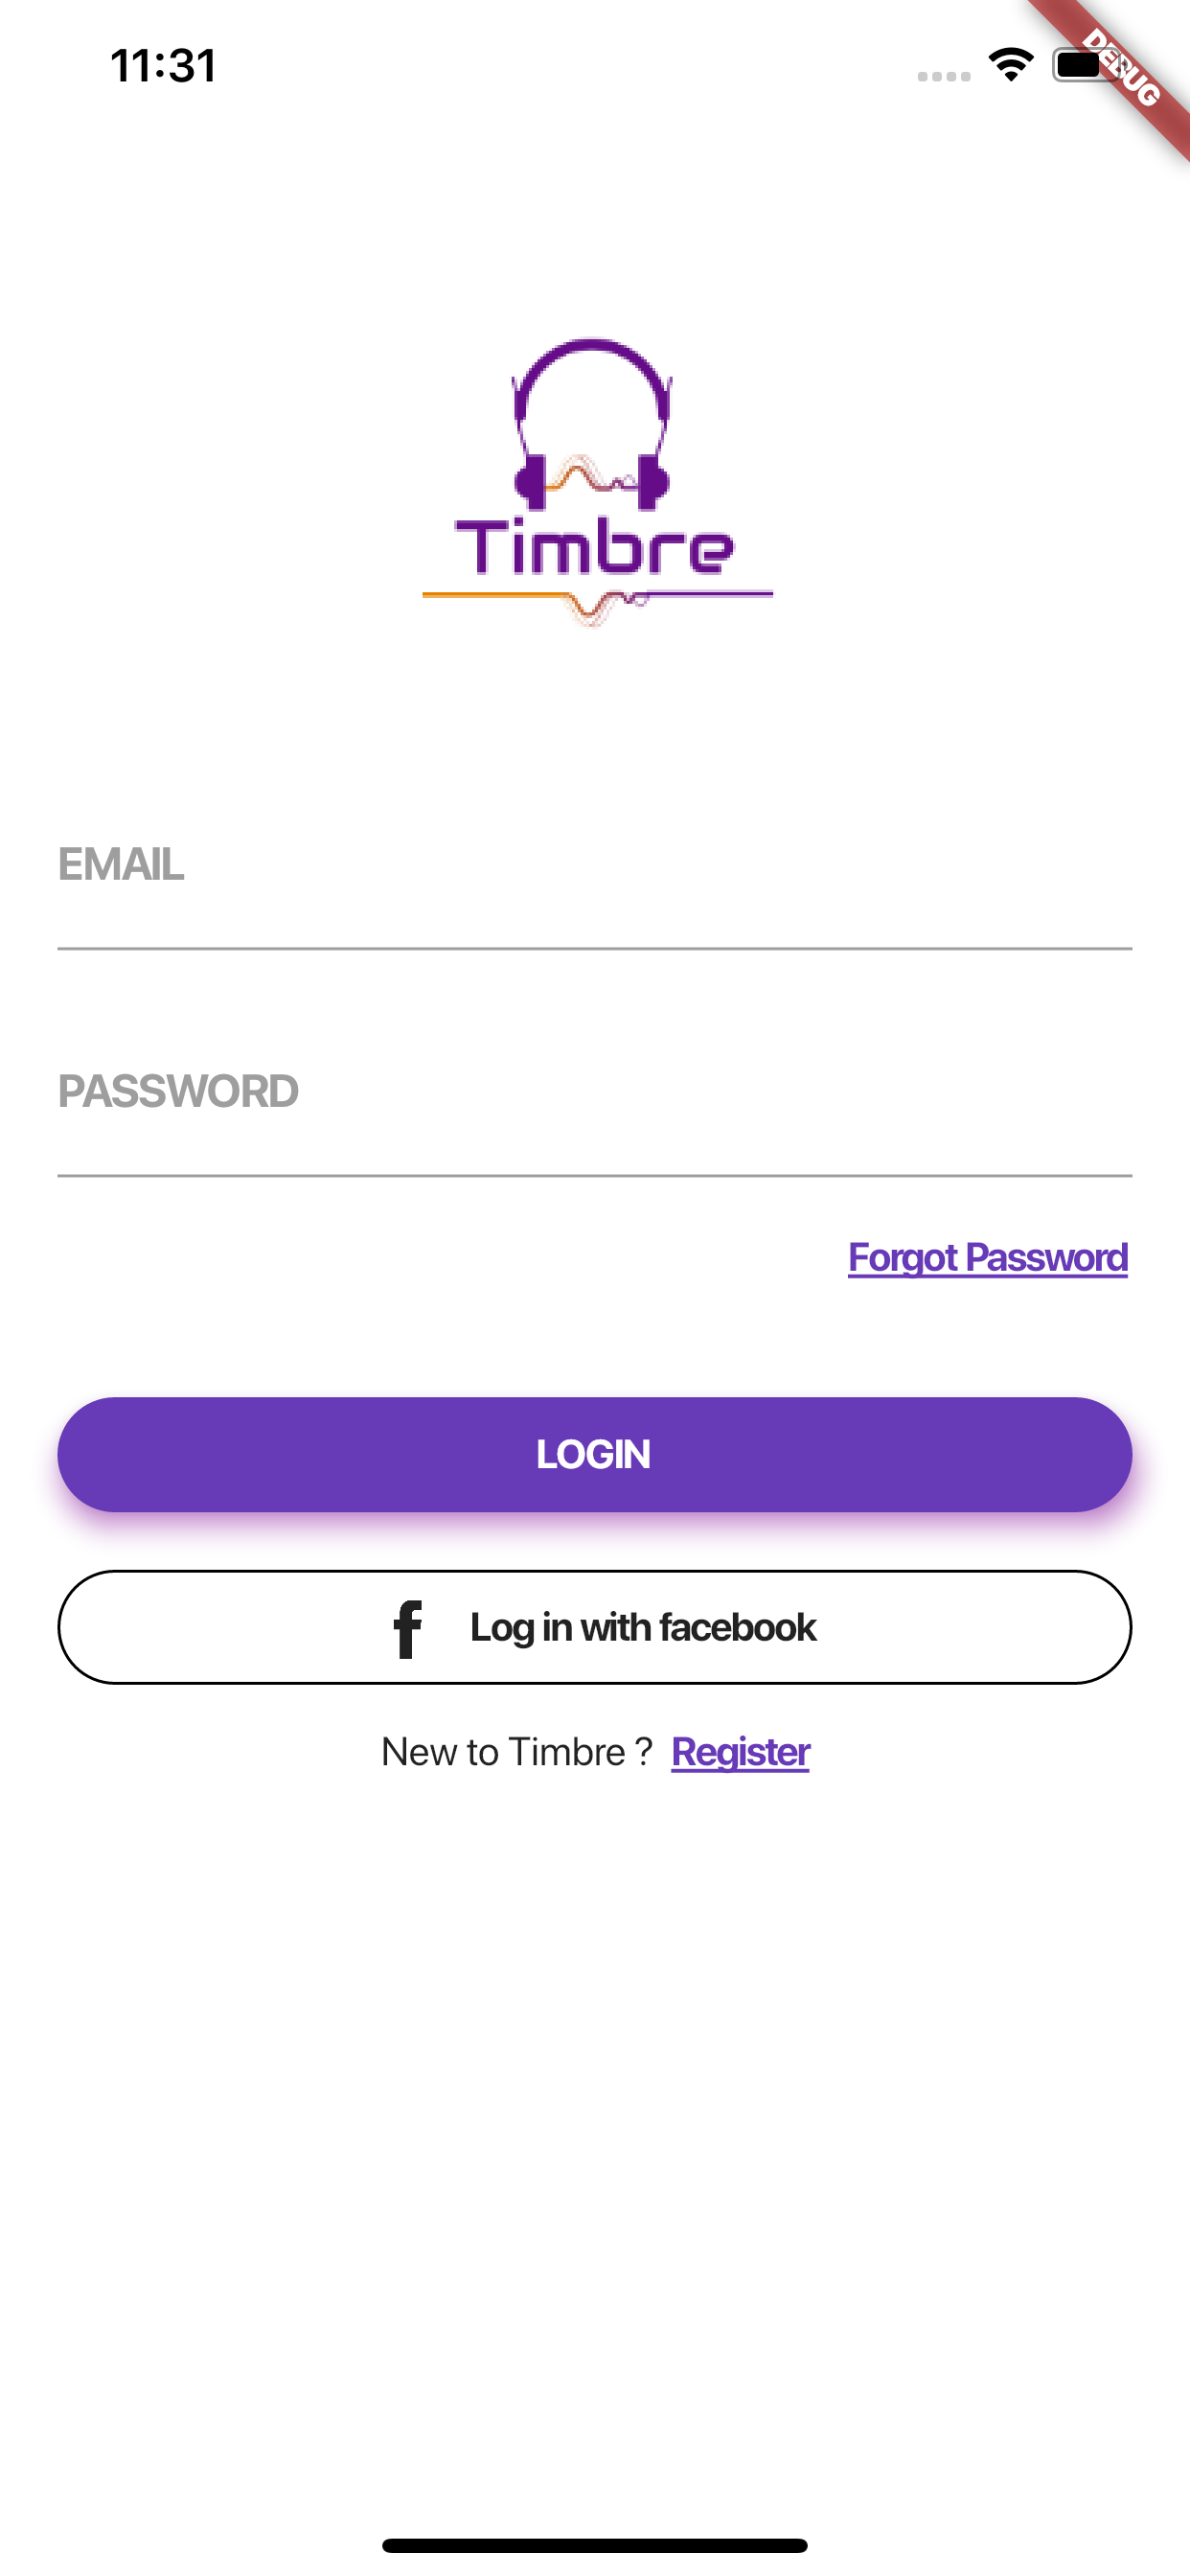 11:31
DEBUG
Timbre
EMAIL
PASSWORD
Forgot Password
LOGIN
f Log in with facebook
New to Timbre ? Register